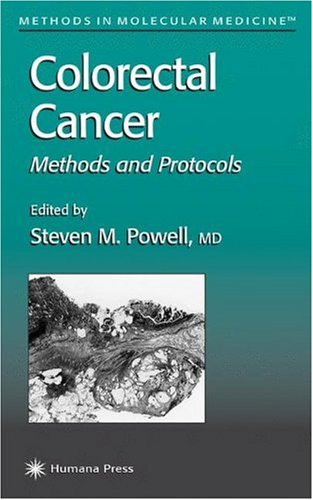 METHODS IN MOLECULAR MEDICINE™
Colorectal
Cancer
Methods and Protocols
Edited by
Steven M. Powell, MD
Humana Press